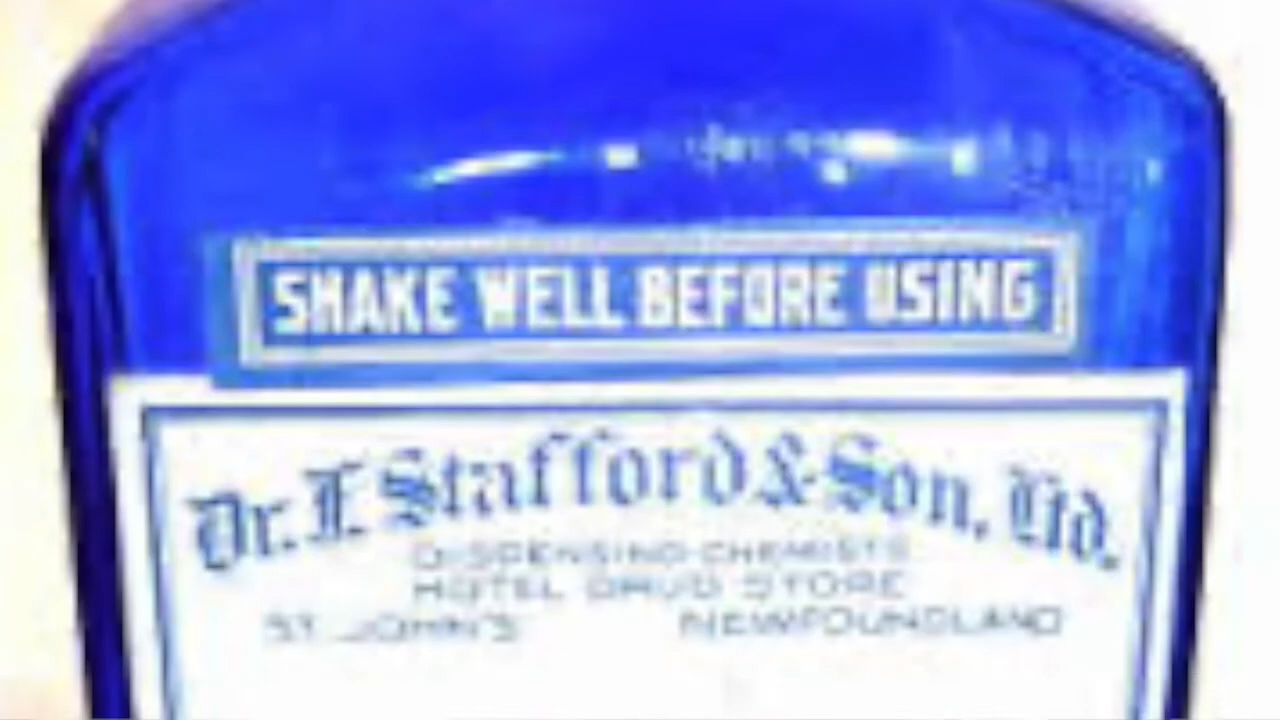 SHAKE WELL BEFORE USING
Dr. F. Stafford & Son, Ltd.
DISPENSING CHEMISTS
HOTEL DRUG STORE
ST. JOHN'S NEWFOUNDLAND